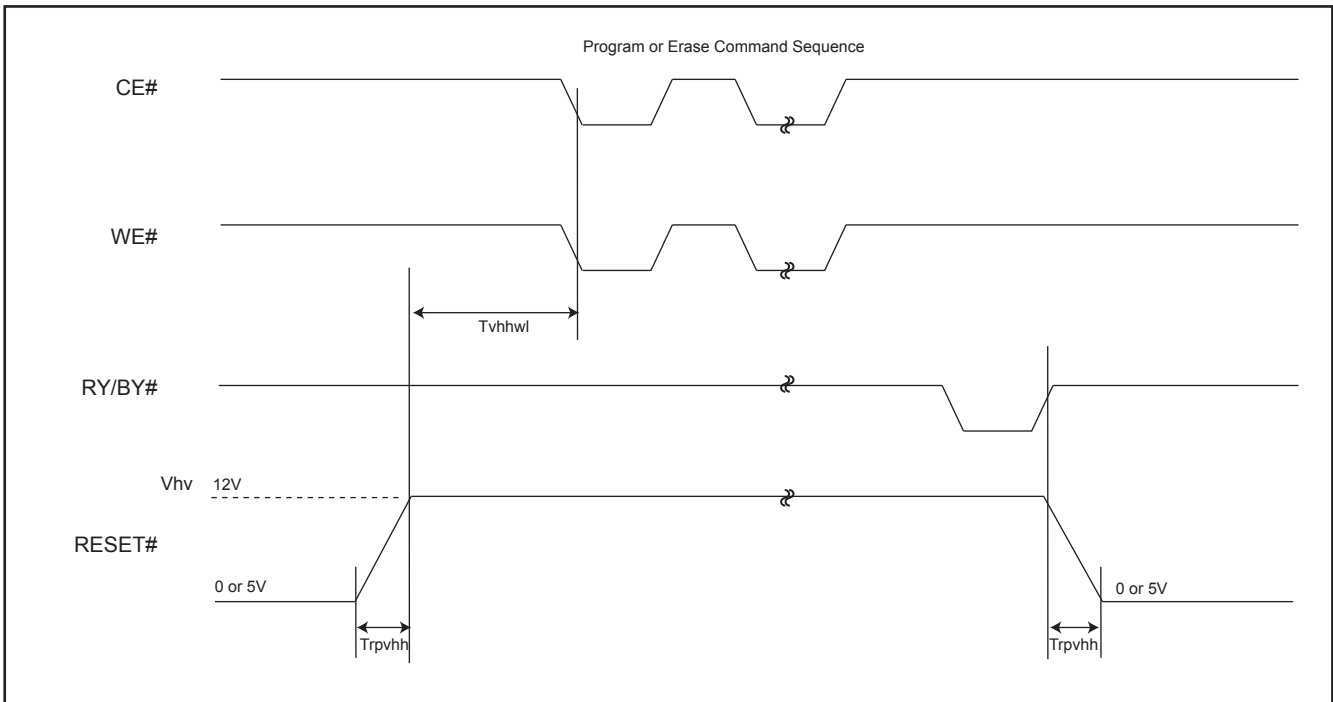 Program or Erase Command Sequence
CE#
WE#
Tvhhwl
RY/BY#
Vhv 12V
RESET#
0 or 5V
0 or 5V
Trpvhh
Trpvhh